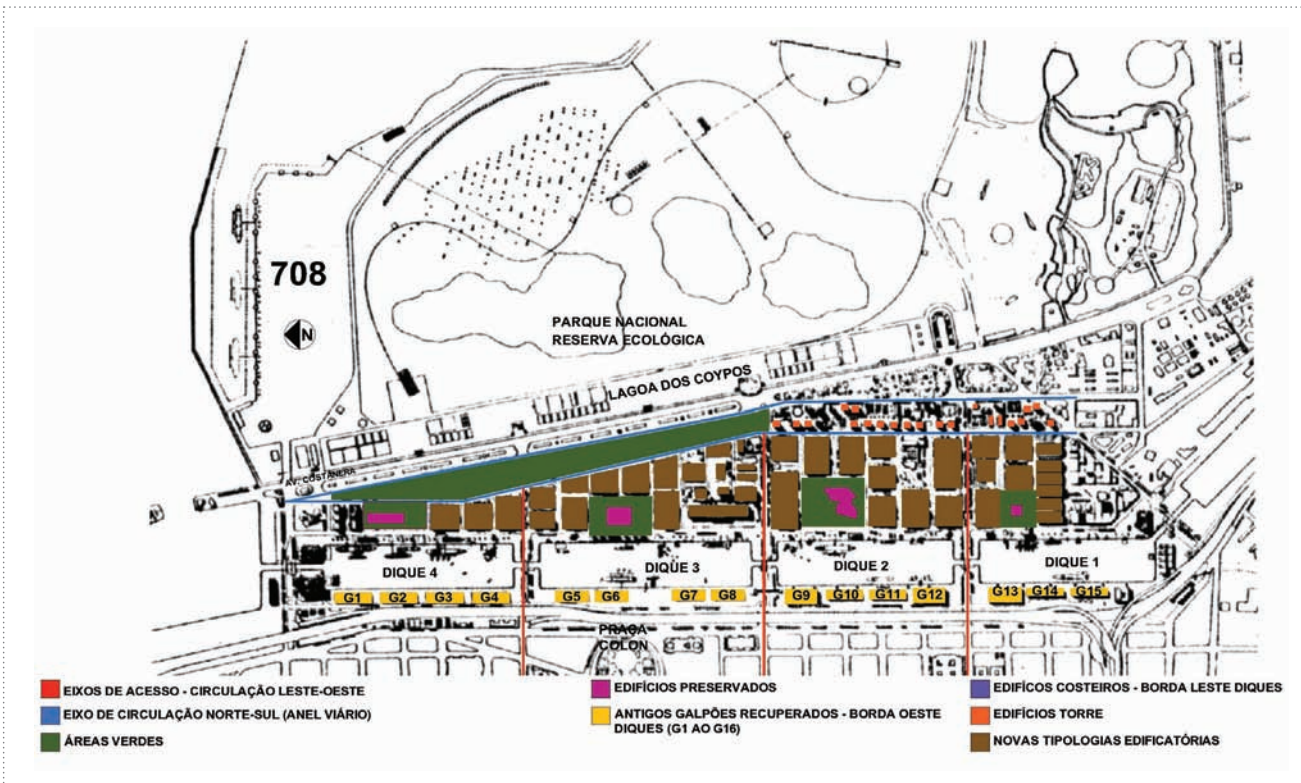 708
N
PARQUE NACIONAL
RESERVA ECOLÓGICA
LAGOA DOS COYPOS
AV. COSTANERA
DIQUE 4
DIQUE 3
DIQUE 2
DIQUE 1
G1
G2
G3
G4
G5
G6
G7
G8
G9
G10
G11
G12
G13
G14
G15
PRAÇA
COLON
EIXOS DE ACESSO - CIRCULAÇÃO LESTE-OESTE
EIXO DE CIRCULAÇÃO NORTE-SUL (ANEL VIÁRIO)
ÁREAS VERDES
EDIFÍCIOS PRESERVADOS
ANTIGOS GALPÕES RECUPERADOS - BORDA OESTE
DIQUES (G1 AO G16)
EDIFÍCOS COSTEIROS - BORDA LESTE DIQUES
EDIFÍCIOS TORRE
NOVAS TIPOLOGIAS EDIFICATÓRIAS